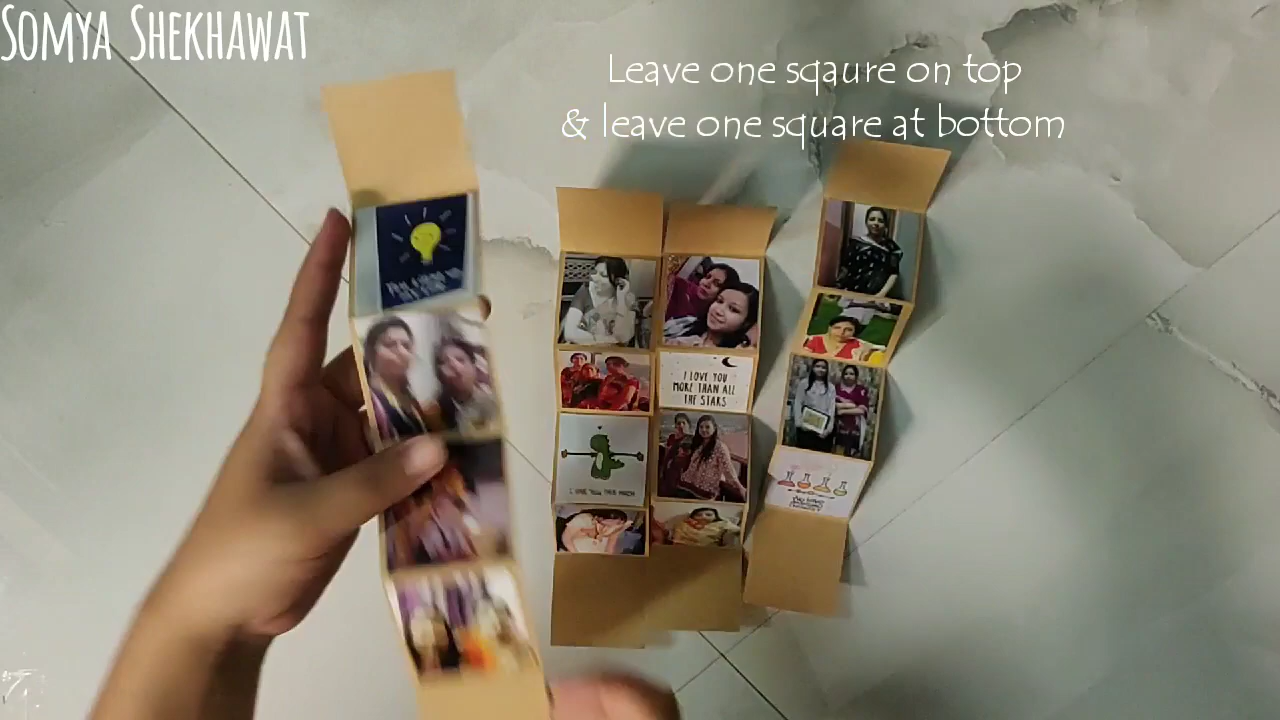 SOMYA SHEKHAWAT
Leave one sqaure on top
& leave one square at bottom
I LOVE YOU
MORE THAN ALL
THE STARS
I LOVE YOU THIS MUCH